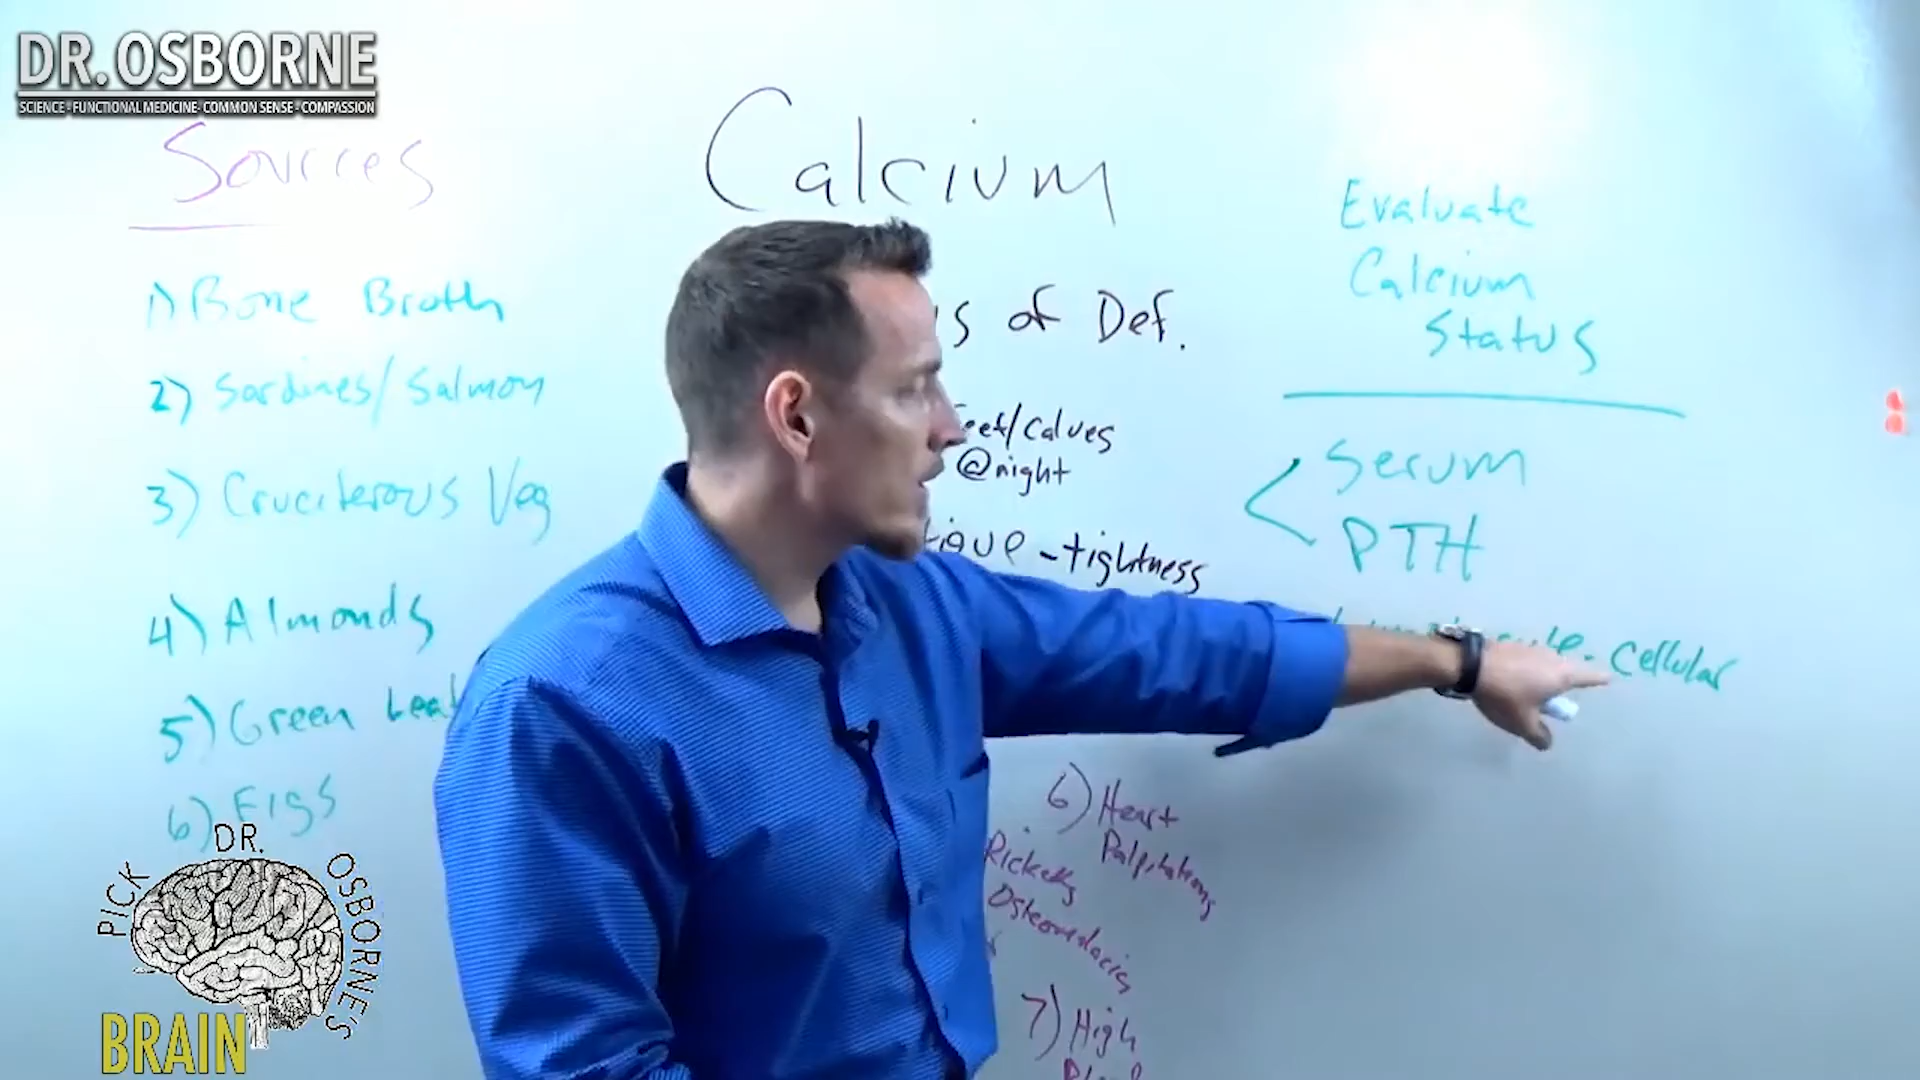 DR. OSBORNE
SCIENCE - FUNCTIONAL MEDICINE - COMMON SENSE - COMPASSION
Sources
1) Bone Broth
2) Sardines/Salmon
3) Cruciferous Veg
4) Almonds
5) Green Leaf
6) Figs
Calcium
s of Def.
Feet/Calves
@night
tigue - tightness
6) Heart
Palpitations
Rickets
Osteomalacia
7) High
Evaluate
Calcium
Status
Serum
PTH
cellular
PICK DR. OSBORNE'S
BRAIN